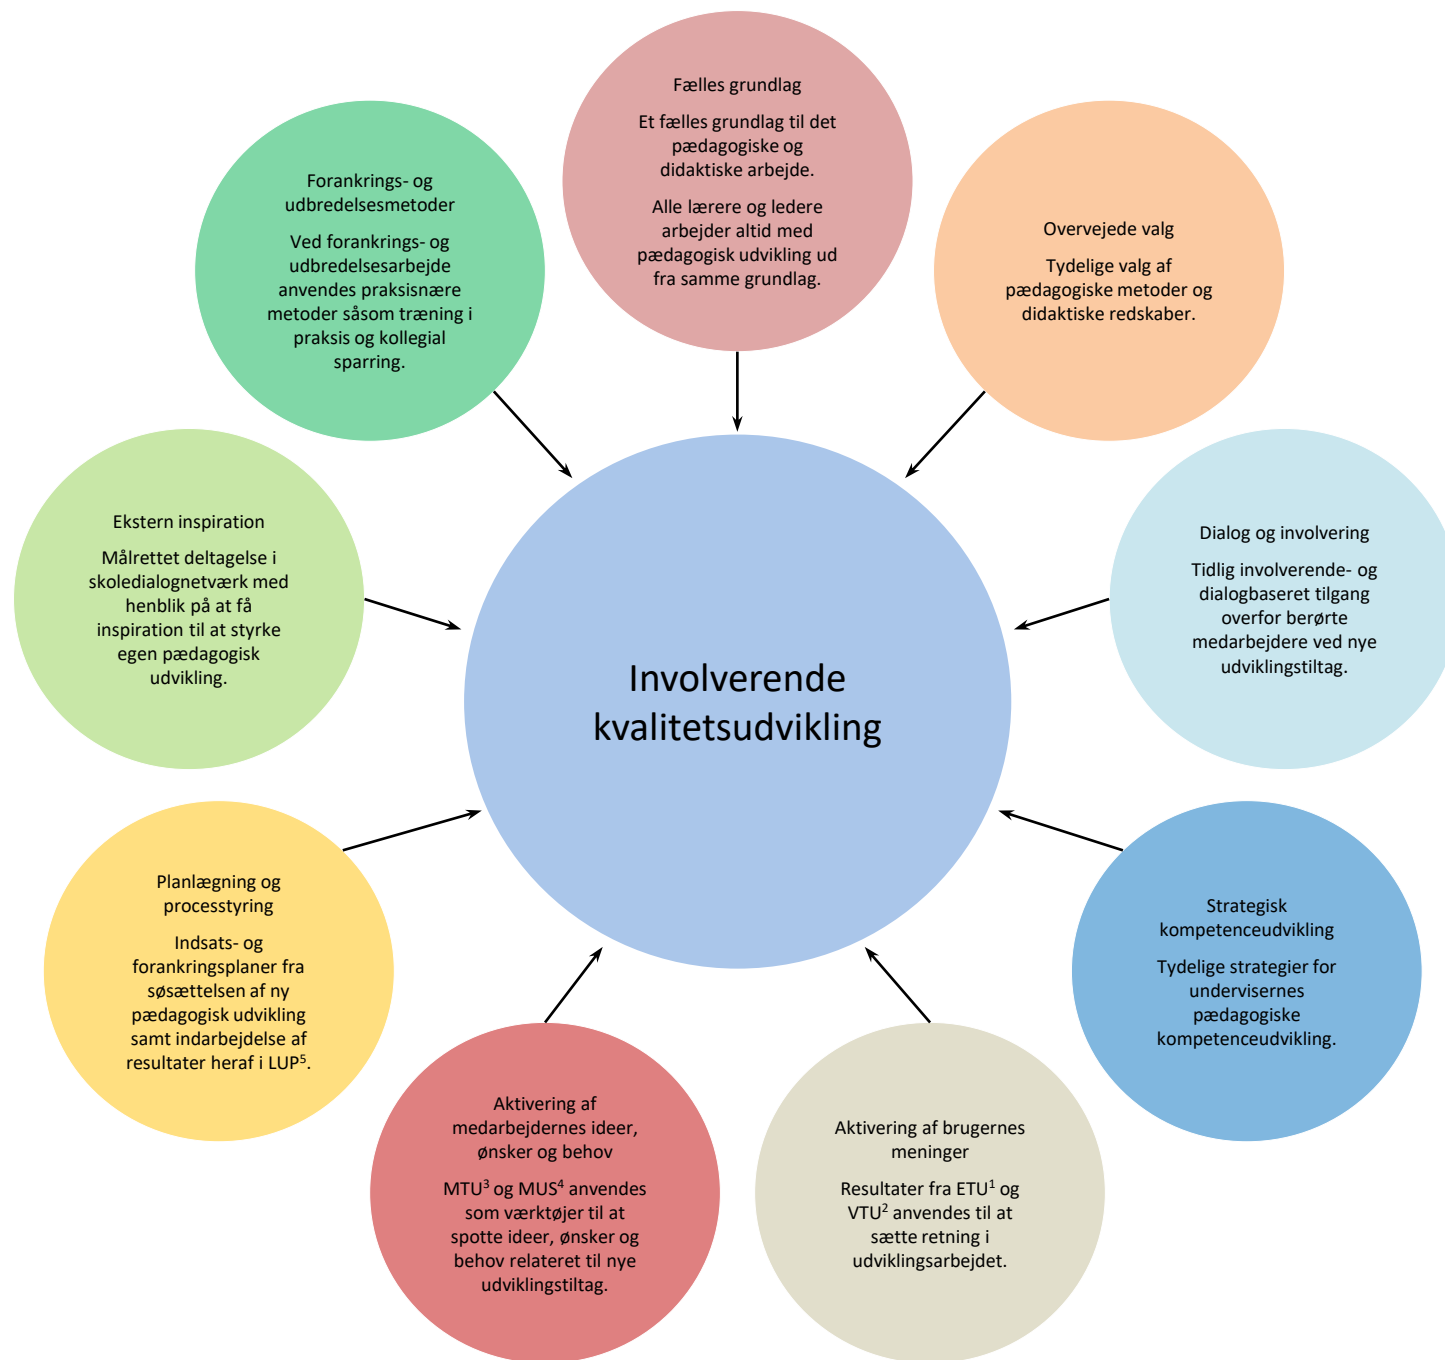 Fælles grundlag
Et fælles grundlag til det
pædagogiske og
didaktiske arbejde.
Alle lærere og ledere
arbejder altid med
pædagogisk udvikling ud
fra samme grundlag.
Overvejede valg
Tydelige valg af
pædagogiske metoder og
didaktiske redskaber.
Dialog og involvering
Tidlig involverende- og
dialogbaseret tilgang
overfor berørte
medarbejdere ved nye
udviklingstiltag.
Strategisk
kompetenceudvikling
Tydelige strategier for
undervisernes
pædagogiske
kompetenceudvikling.
Aktivering af brugernes
meninger
Resultater fra ETU¹ og
VTU² anvendes til at
sætte retning i
udviklingsarbejdet.
Aktivering af
medarbejdernes ideer,
ønsker og behov
MTU³ og MUS⁴ anvendes
som værktøjer til at
spotte ideer, ønsker og
behov relateret til nye
udviklingstiltag.
Planlægning og
processtyring
Indsats- og
forankringsplaner fra
søsættelsen af ny
pædagogisk udvikling
samt indarbejdelse af
resultater heraf i LUP⁵.
Ekstern inspiration
Målrettet deltagelse i
skoledialognetværk med
henblik på at få
inspiration til at styrke
egen pædagogisk
udvikling.
Forankrings- og
udbredelsesmetoder
Ved forankrings- og
udbredelsesarbejde
anvendes praksisnære
metoder såsom træning i
praksis og kollegial
sparring.
Involverende
kvalitetsudvikling